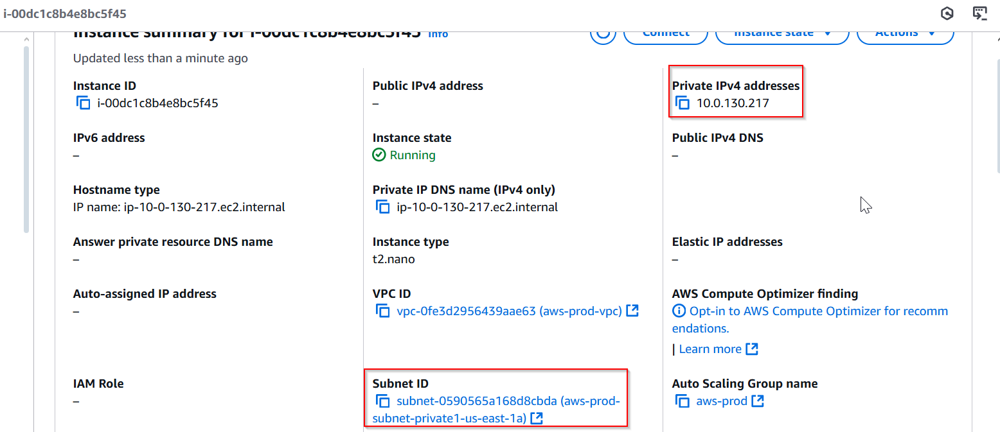 i-00dc1c8b4e8bc5f45
Instance summary for i-00dc1c8b4e8bc5f45 Info
Connect
Instance state
Actions
Updated less than a minute ago
Instance ID
i-00dc1c8b4e8bc5f45
Public IPv4 address
–
Private IPv4 addresses
10.0.130.217
IPv6 address
–
Instance state
Running
Public IPv4 DNS
–
Hostname type
IP name: ip-10-0-130-217.ec2.internal
Private IP DNS name (IPv4 only)
ip-10-0-130-217.ec2.internal
Answer private resource DNS name
–
Instance type
t2.nano
Elastic IP addresses
–
Auto-assigned IP address
–
VPC ID
vpc-0fe3d2956439aae63 (aws-prod-vpc)
AWS Compute Optimizer finding
Opt-in to AWS Compute Optimizer for recomm
endations.
| Learn more
IAM Role
–
Subnet ID
subnet-0590565a168d8cbda (aws-prod-
subnet-private1-us-east-1a)
Auto Scaling Group name
aws-prod